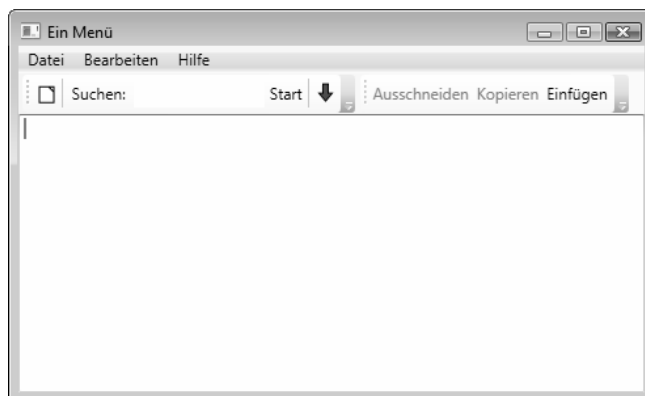 Ein Menü
Datei Bearbeiten Hilfe
Suchen: Start Ausschneiden Kopieren Einfügen